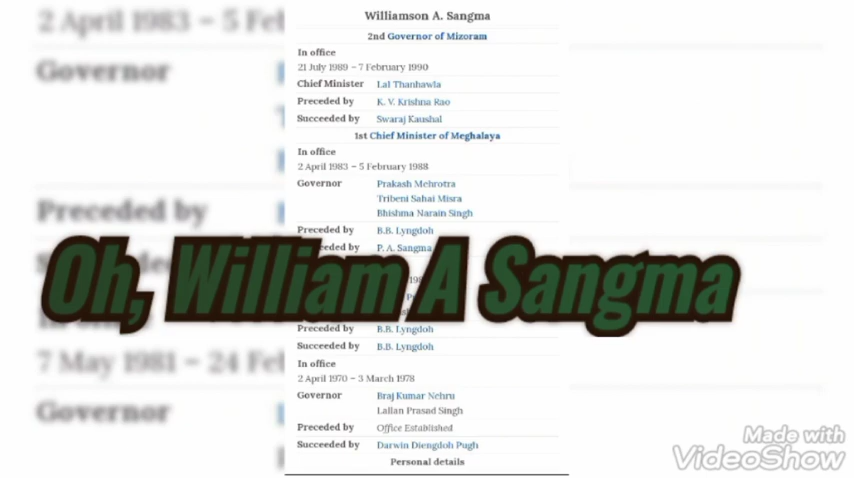 Williamson A. Sangma
2nd Governor of Mizoram
In office
21 July 1989 – 7 February 1990
Chief Minister Lal Thanhawla
Preceded by K. V. Krishna Rao
Succeeded by Swaraj Kaushal
1st Chief Minister of Meghalaya
In office
2 April 1983 – 5 February 1988
Governor Prakash Mehrotra
Tribeni Sahai Misra
Bhishma Narain Singh
Preceded by B.B. Lyngdoh
P. A. Sangma
Oh, William A Sangma
Preceded by B.B. Lyngdoh
Succeeded by B.B. Lyngdoh
In office
2 April 1970 – 3 March 1978
Governor Braj Kumar Nehru
Lallan Prasad Singh
Preceded by Office Established
Succeeded by Darwin Diengdoh Pugh
Personal details
2 April 1983 – 5 Feb
Governor
Preceded by
7 May 1981 – 24 Feb
Governor
Made with
VideoShow